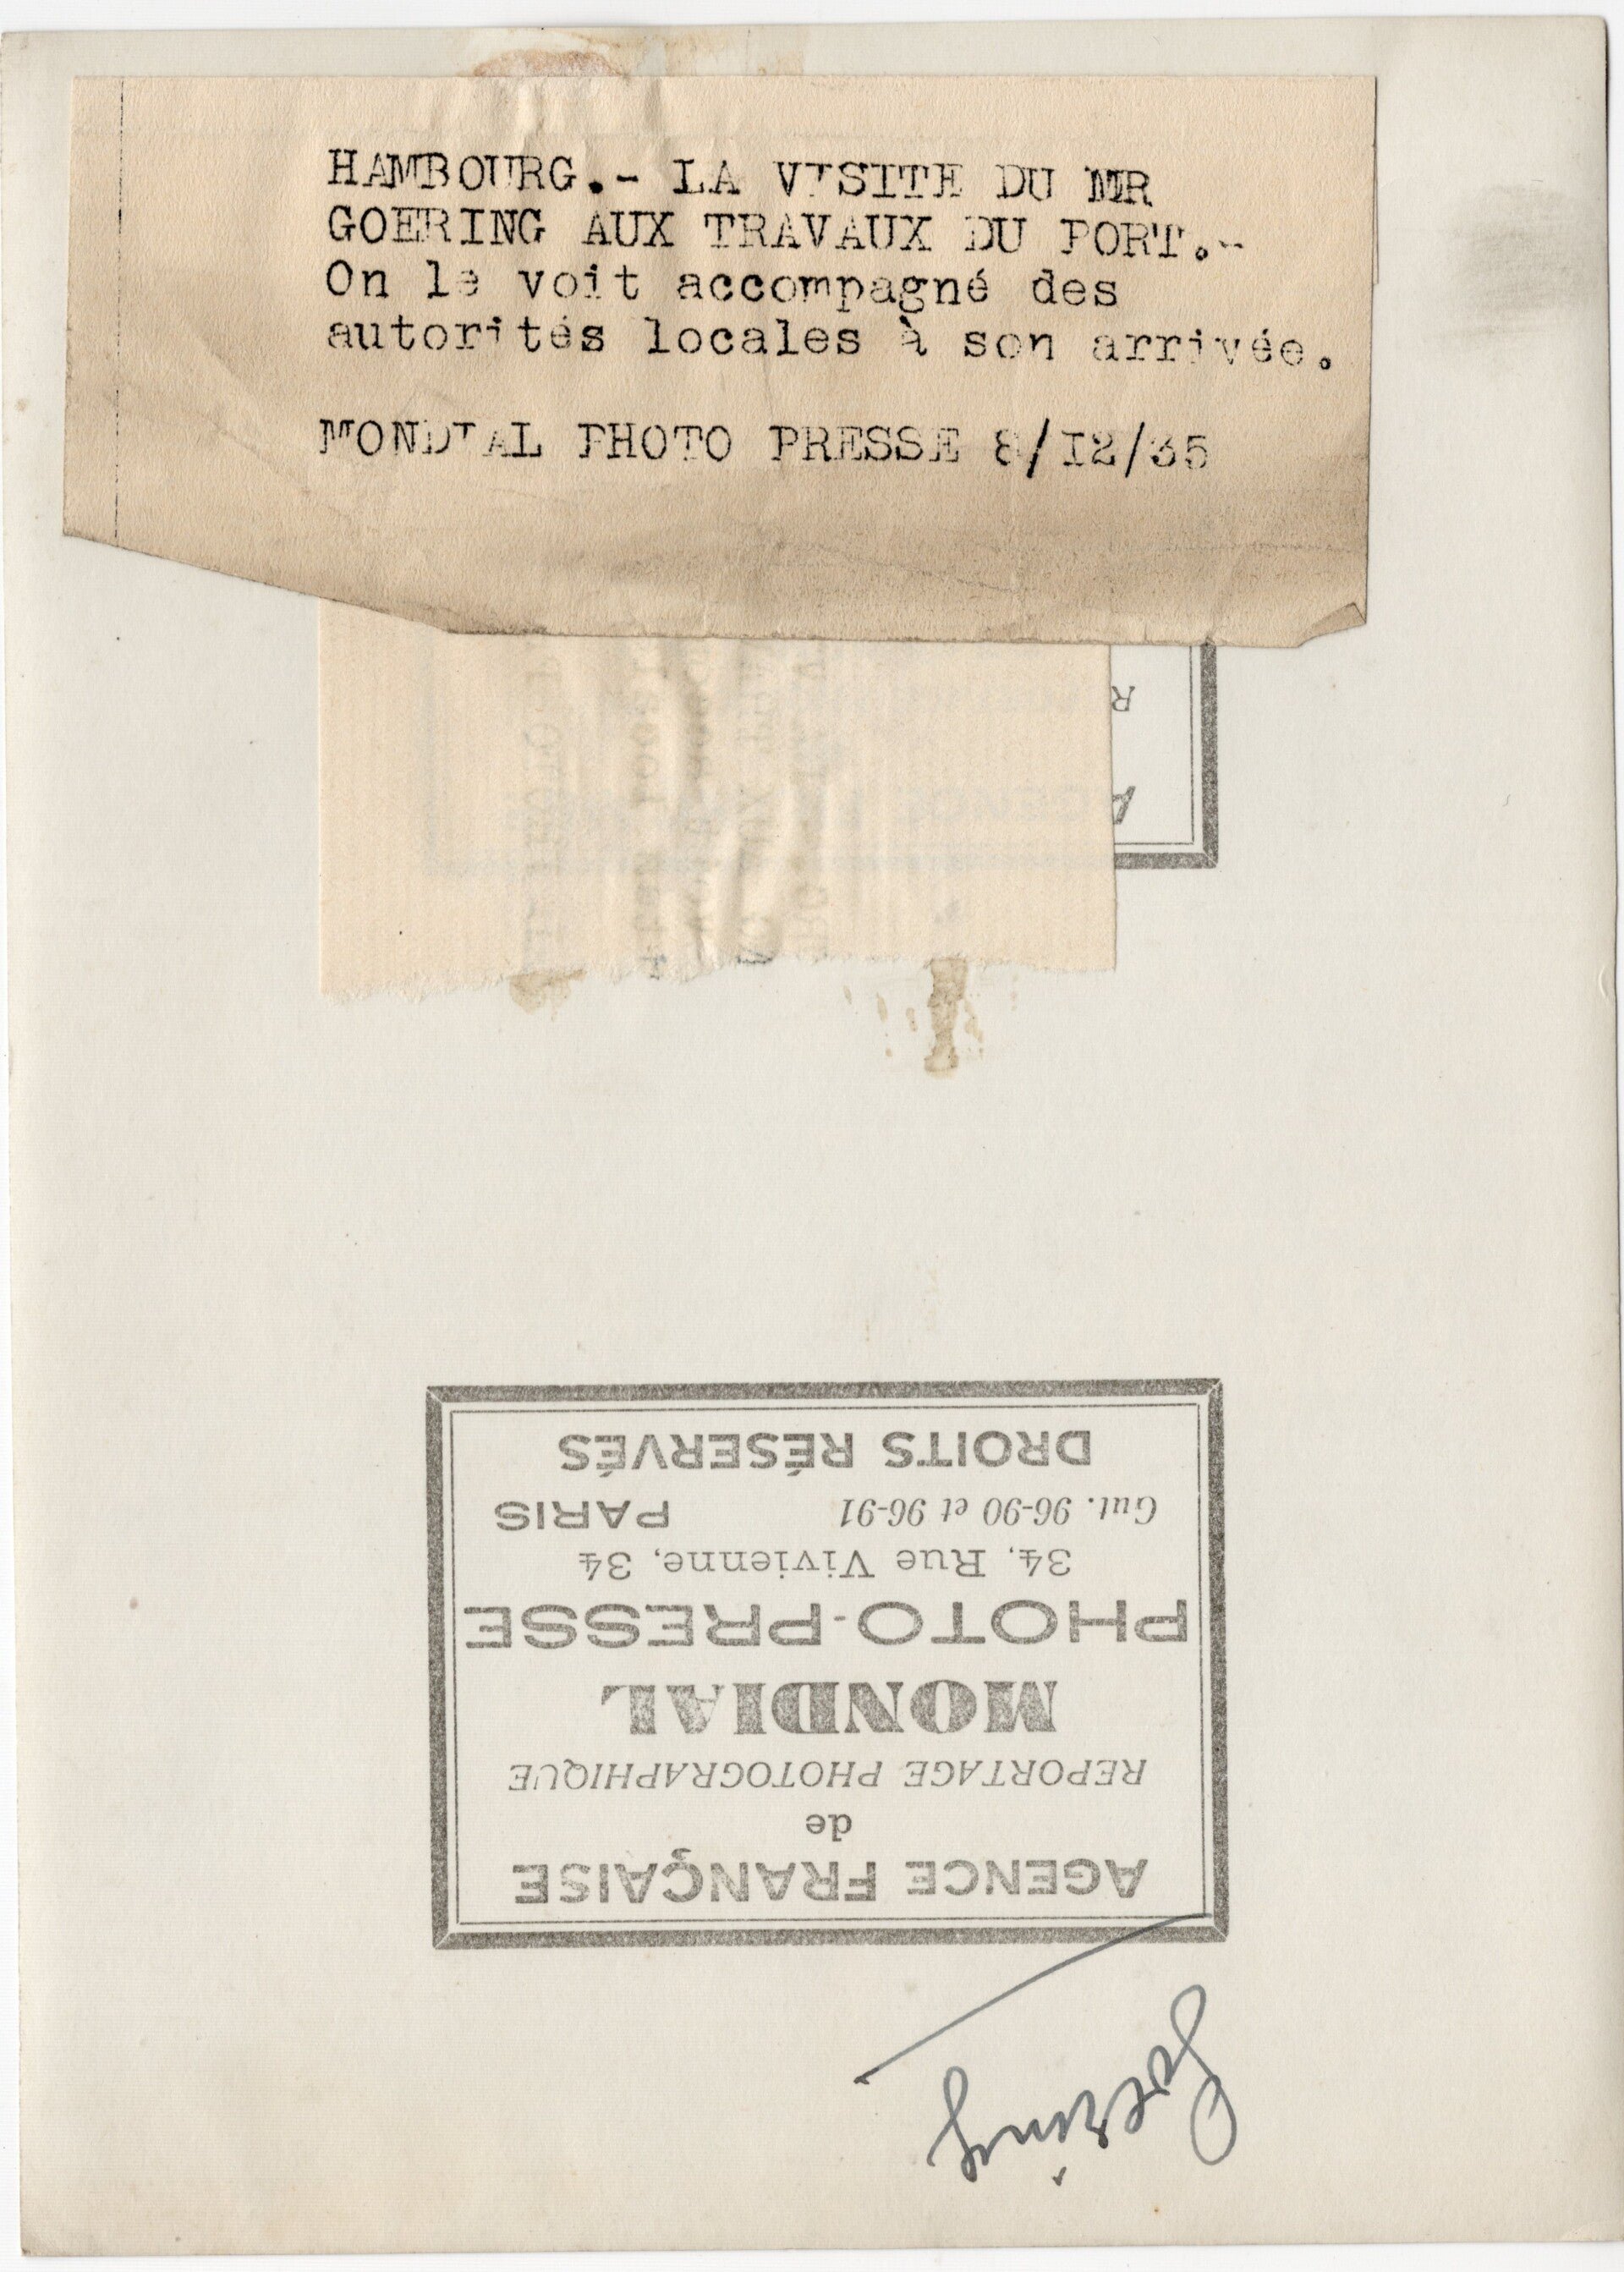 HAMBOURG.- LA VISITE DU MR
GOERING AUX TRAVAUX DU PORT.-
On le voit accompagné des
autorités locales à son arrivée.
MONDIAL PHOTO PRESSE 8/I2/35
R
A
AGENCE FRANÇAISE
de
REPORTAGE PHOTOGRAPHIQUE
MONDIAL
PHOTO-PRESSE
34, Rue Vivienne, 34
Gut. 96-90 et 96-91 PARIS
DROITS RÉSERVÉS
Goering